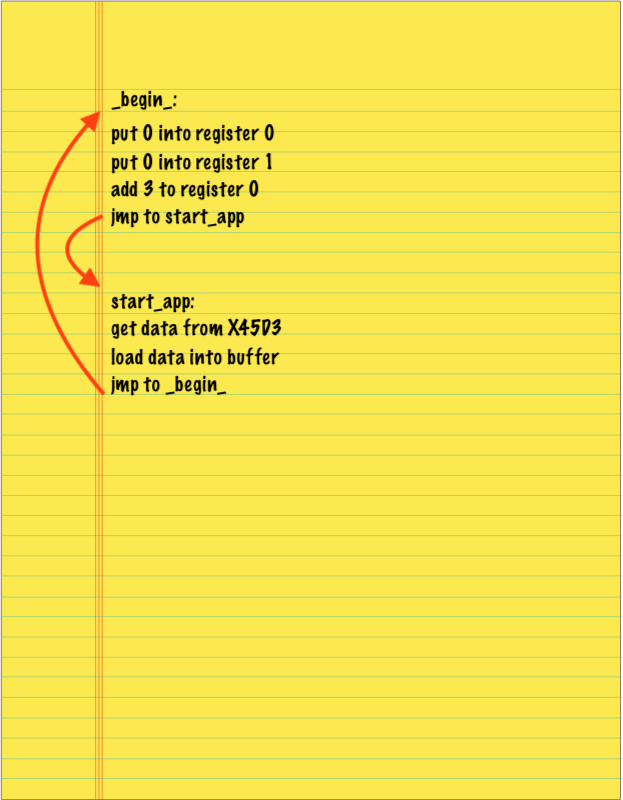 _begin_:
put 0 into register 0
put 0 into register 1
add 3 to register 0
jmp to start_app
start_app:
get data from X45D3
load data into buffer
jmp to _begin_